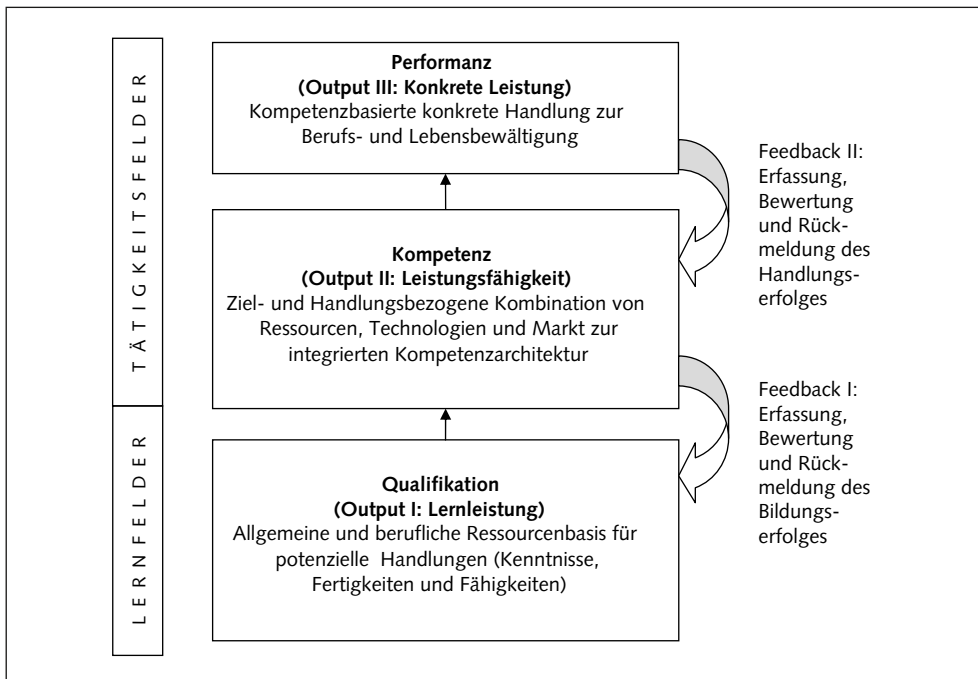 TÄTIGKEITSFELDER
Performanz
(Output III: Konkrete Leistung)
Kompetenzbasierte konkrete Handlung zur
Berufs- und Lebensbewältigung
Feedback II:
Erfassung,
Bewertung
und Rück-
meldung des
Handlungs-
erfolges
Kompetenz
(Output II: Leistungsfähigkeit)
Ziel- und Handlungsbezogene Kombination von
Ressourcen, Technologien und Markt zur
integrierten Kompetenzarchitektur
Feedback I:
Erfassung,
Bewertung
und Rück-
meldung des
Bildungs-
erfolges
LERNFELDER
Qualifikation
(Output I: Lernleistung)
Allgemeine und berufliche Ressourcenbasis für
potenzielle Handlungen (Kenntnisse,
Fertigkeiten und Fähigkeiten)